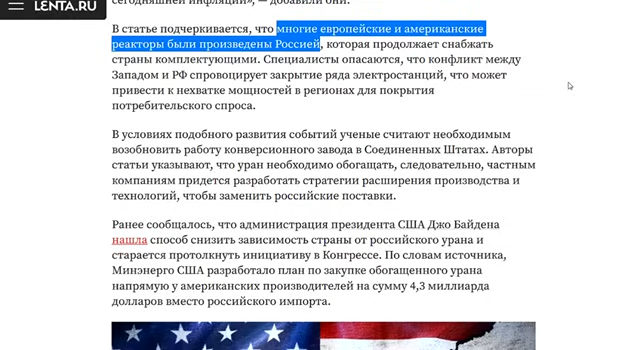 LENTA.RU
сегодняшней инфляции», — добавили они.
В статье подчеркивается, что многие европейские и американские
реакторы были произведены Россией, которая продолжает снабжать
страны комплектующими. Специалисты опасаются, что конфликт между
Западом и РФ спровоцирует закрытие ряда электростанций, что может
привести к нехватке мощностей в регионах для покрытия
потребительского спроса.
В условиях подобного развития событий ученые считают необходимым
возобновить работу конверсионного завода в Соединенных Штатах. Авторы
статьи указывают, что уран необходимо обогащать, следовательно, частным
компаниям придется разработать стратегии расширения производства и
технологий, чтобы заменить российские поставки.
Ранее сообщалось, что администрация президента США Джо Байдена
нашла способ снизить зависимость страны от российского урана и
старается протолкнуть инициативу в Конгрессе. По словам источника,
Минэнерго США разработало план по закупке обогащенного урана
напрямую у американских производителей на сумму 4,3 миллиарда
долларов вместо российского импорта.